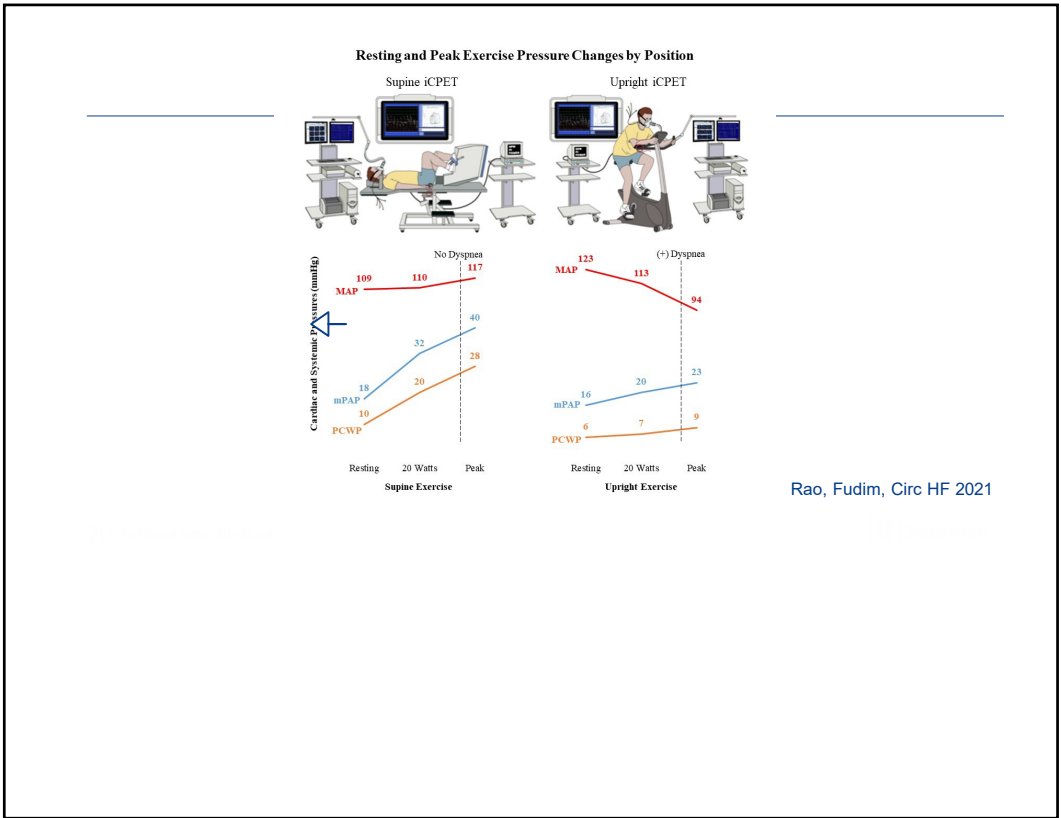 Resting and Peak Exercise Pressure Changes by Position
Supine iCPET
Upright iCPET
Cardiac and Systemic Pressures (mmHg)
No Dyspnea
109
110
117
MAP
40
32
18
mPAP
28
20
10
PCWP
Resting 20 Watts Peak
Supine Exercise
(+) Dyspnea
123
MAP
113
94
23
20
16
mPAP
9
7
6
PCWP
Resting 20 Watts Peak
Upright Exercise
Rao, Fudim, Circ HF 2021